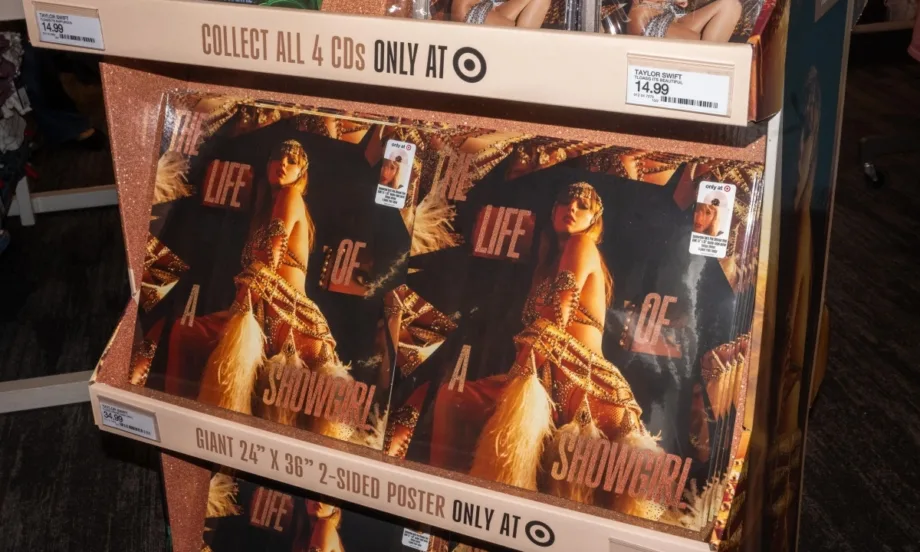 TAYLOR SWIFT
14.99
COLLECT ALL 4 CDs ONLY AT
TAYLOR SWIFT
14.99
THE
LIFE
OF
A
SHOWGIRL
only at
THE
LIFE
OF
A
SHOWGIRL
only at
34.99
GIANT 24" X 36" 2-SIDED POSTER ONLY AT
LIFE